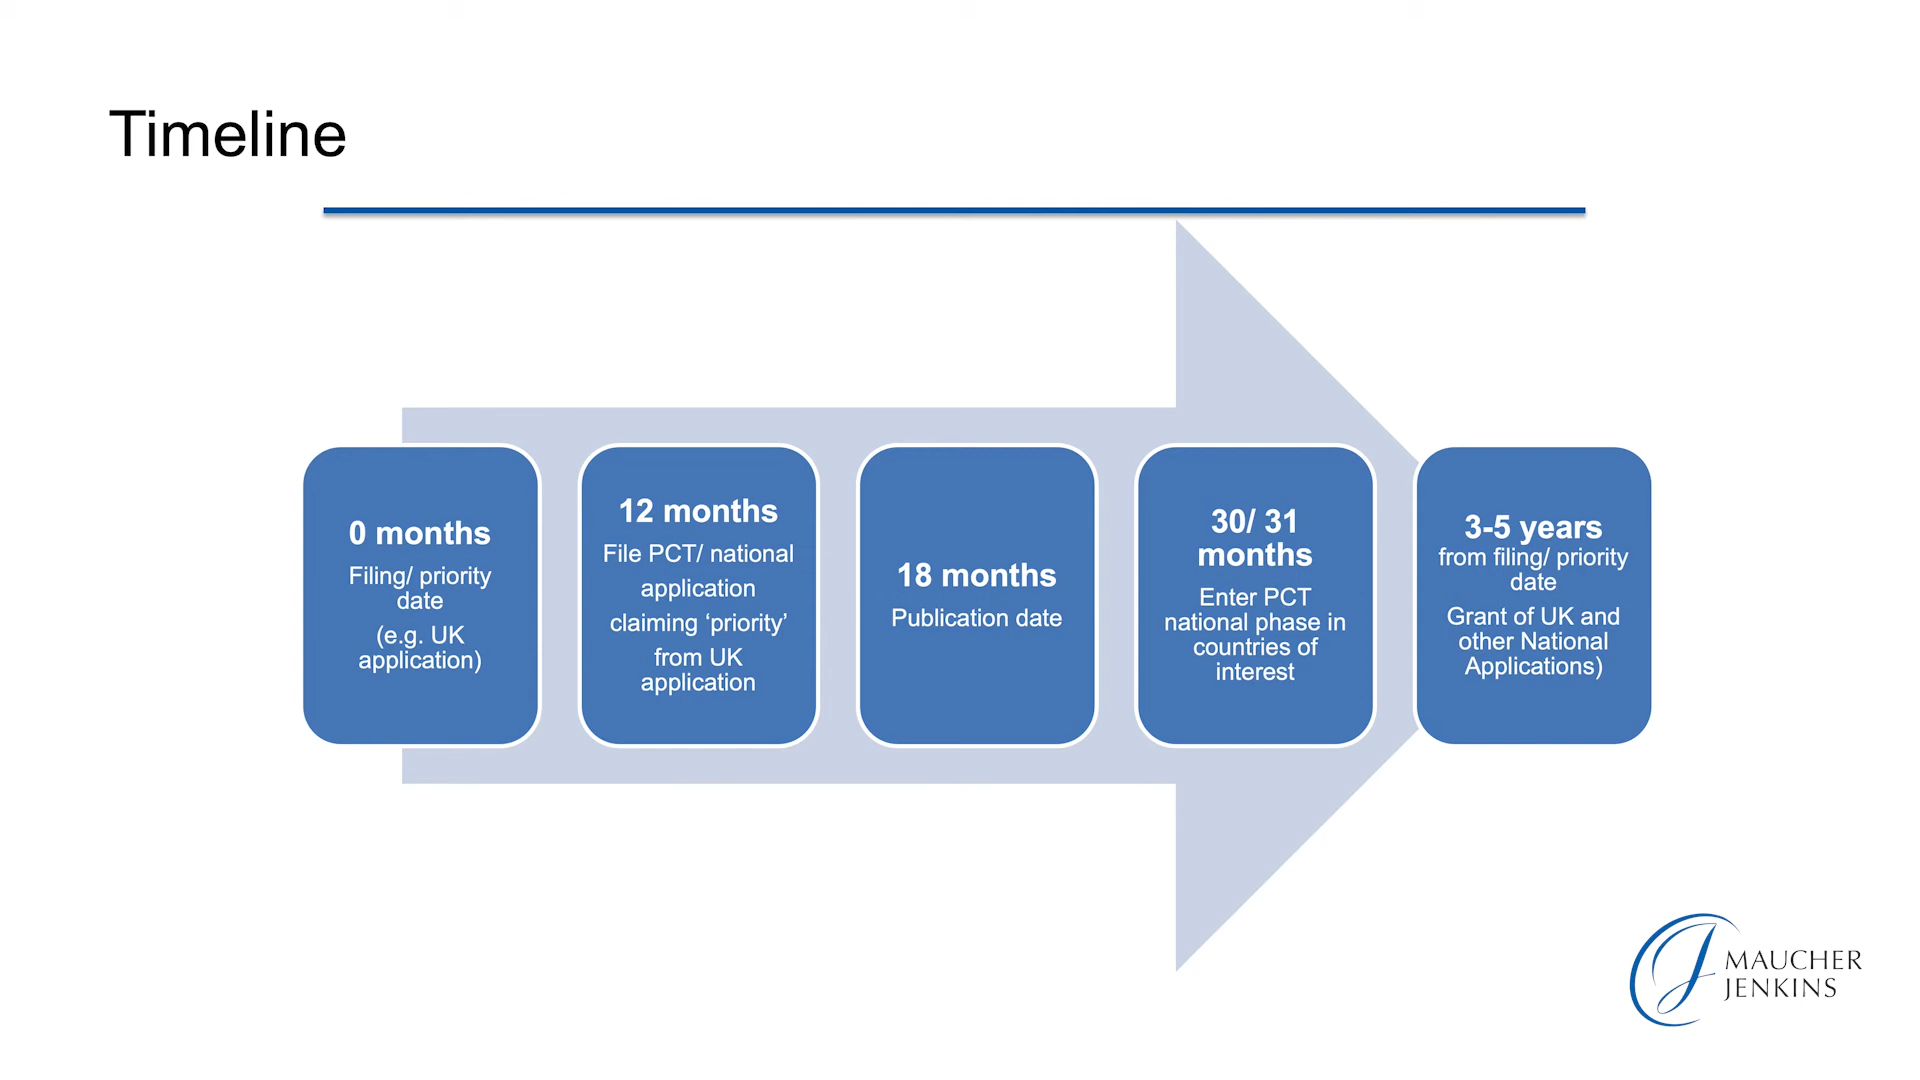 Timeline
0 months
Filing/ priority
date
(e.g. UK
application)
12 months
File PCT/ national
application
claiming ‘priority’
from UK
application
18 months
Publication date
30/ 31
months
Enter PCT
national phase in
countries of
interest
3-5 years
from filing/ priority
date
Grant of UK and
other National
Applications)
MAUCHER
JENKINS